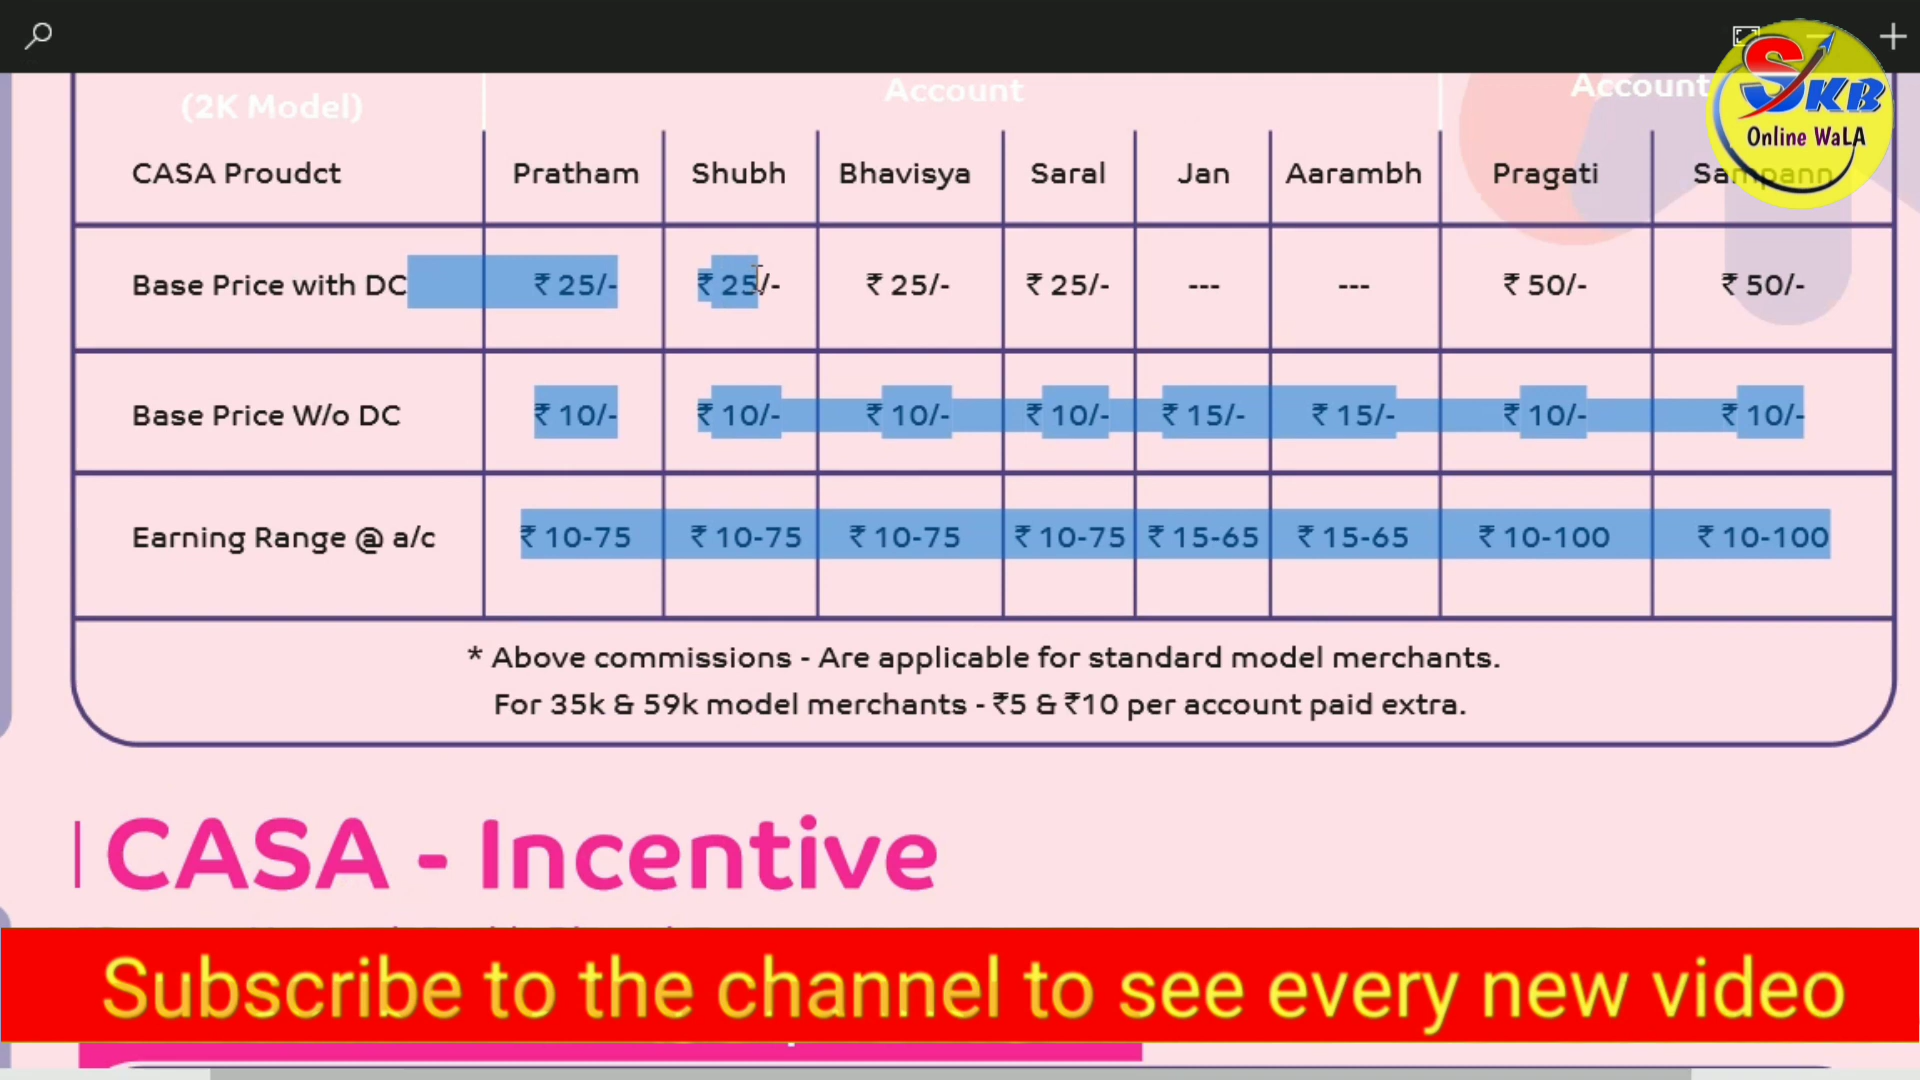 SKB
Online WaLA
Account Account
(2K Model)
CASA Proudct Pratham Shubh Bhavisya Saral Jan Aarambh Pragati Sampann
Base Price with DC ₹ 25/- ₹ 25/- ₹ 25/- ₹ 25/- --- --- ₹ 50/- ₹ 50/-
Base Price W/o DC ₹ 10/- ₹ 10/- ₹ 10/- ₹ 10/- ₹ 15/- ₹ 15/- ₹ 10/- ₹ 10/-
Earning Range @ a/c ₹ 10-75 ₹ 10-75 ₹ 10-75 ₹ 10-75 ₹ 15-65 ₹ 15-65 ₹ 10-100 ₹ 10-100
* Above commissions - Are applicable for standard model merchants.
For 35k & 59k model merchants - ₹5 & ₹10 per account paid extra.
CASA - Incentive
Subscribe to the channel to see every new video